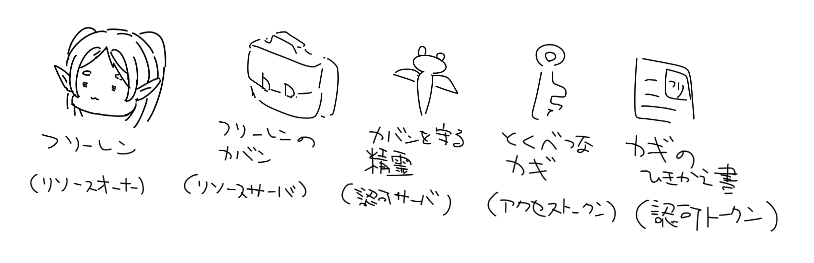 フリーレン
(リソースオーナー)
フリーレンの
カバン
(リソースサーバ)
カバンを守る
精霊
(認可サーバ)
とくべつな
カギ
(アクセストークン)
フリ
カギの
ひきかえ書
(認可トークン)